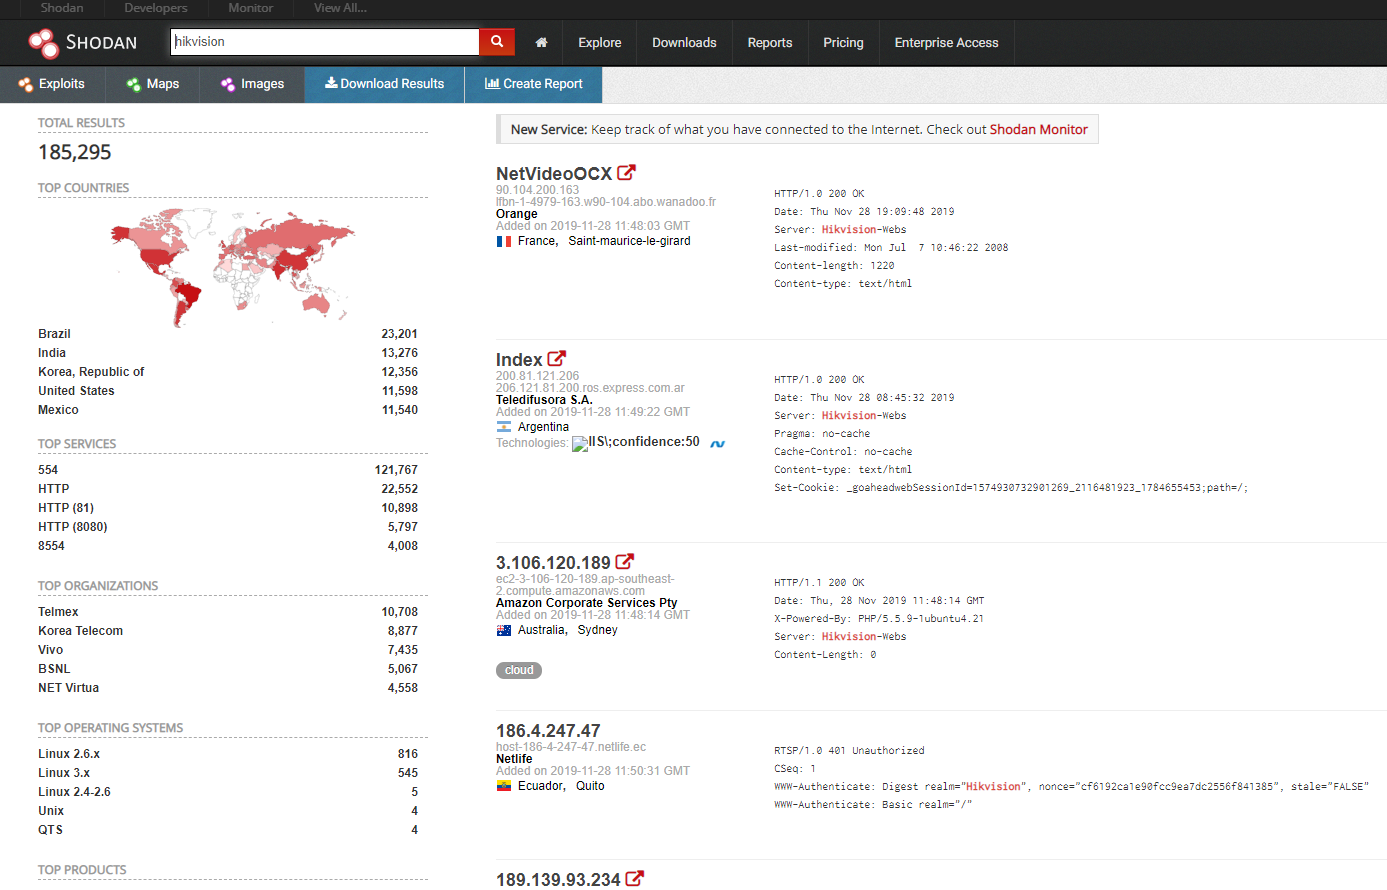 Shodan Developers Monitor View All...
SHODAN hikvision Explore Downloads Reports Pricing Enterprise Access
Exploits Maps Images Download Results Create Report
TOTAL RESULTS
185,295
TOP COUNTRIES
Brazil 23,201
India 13,276
Korea, Republic of 12,356
United States 11,598
Mexico 11,540
TOP SERVICES
554 121,767
HTTP 22,552
HTTP (81) 10,898
HTTP (8080) 5,797
8554 4,008
TOP ORGANIZATIONS
Telmex 10,708
Korea Telecom 8,877
Vivo 7,435
BSNL 5,067
NET Virtua 4,558
TOP OPERATING SYSTEMS
Linux 2.6.x 816
Linux 3.x 545
Linux 2.4-2.6 5
Unix 4
QTS 4
TOP PRODUCTS
New Service: Keep track of what you have connected to the Internet. Check out Shodan Monitor
NetVideoOCX
90.104.200.163
lfbn-1-4979-163.w90-104.abo.wanadoo.fr
Orange
Added on 2019-11-28 11:48:03 GMT
France, Saint-maurice-le-girard
HTTP/1.0 200 OK
Date: Thu Nov 28 19:09:48 2019
Server: Hikvision-Webs
Last-modified: Mon Jul 7 10:46:22 2008
Content-length: 1220
Content-type: text/html
Index
200.81.121.206
206.121.81.200.ros.express.com.ar
Teledifusora S.A.
Added on 2019-11-28 11:49:22 GMT
Argentina
Technologies: IIS\;confidence:50
HTTP/1.0 200 OK
Date: Thu Nov 28 08:45:32 2019
Server: Hikvision-Webs
Pragma: no-cache
Cache-Control: no-cache
Content-type: text/html
Set-Cookie: _goaheadwebSessionId=1574930732901269_2116481923_1784655453;path=/;
3.106.120.189
ec2-3-106-120-189.ap-southeast-
2.compute.amazonaws.com
Amazon Corporate Services Pty
Added on 2019-11-28 11:48:14 GMT
Australia, Sydney
cloud
HTTP/1.1 200 OK
Date: Thu, 28 Nov 2019 11:48:14 GMT
X-Powered-By: PHP/5.5.9-1ubuntu4.21
Server: Hikvision-Webs
Content-Length: 0
186.4.247.47
host-186-4-247-47.netlife.ec
Netlife
Added on 2019-11-28 11:50:31 GMT
Ecuador, Quito
RTSP/1.0 401 Unauthorized
CSeq: 1
WWW-Authenticate: Digest realm="Hikvision", nonce="cf6192ca1e90fcc9ea7dc2556f841385", stale="FALSE"
WWW-Authenticate: Basic realm="/"
189.139.93.234